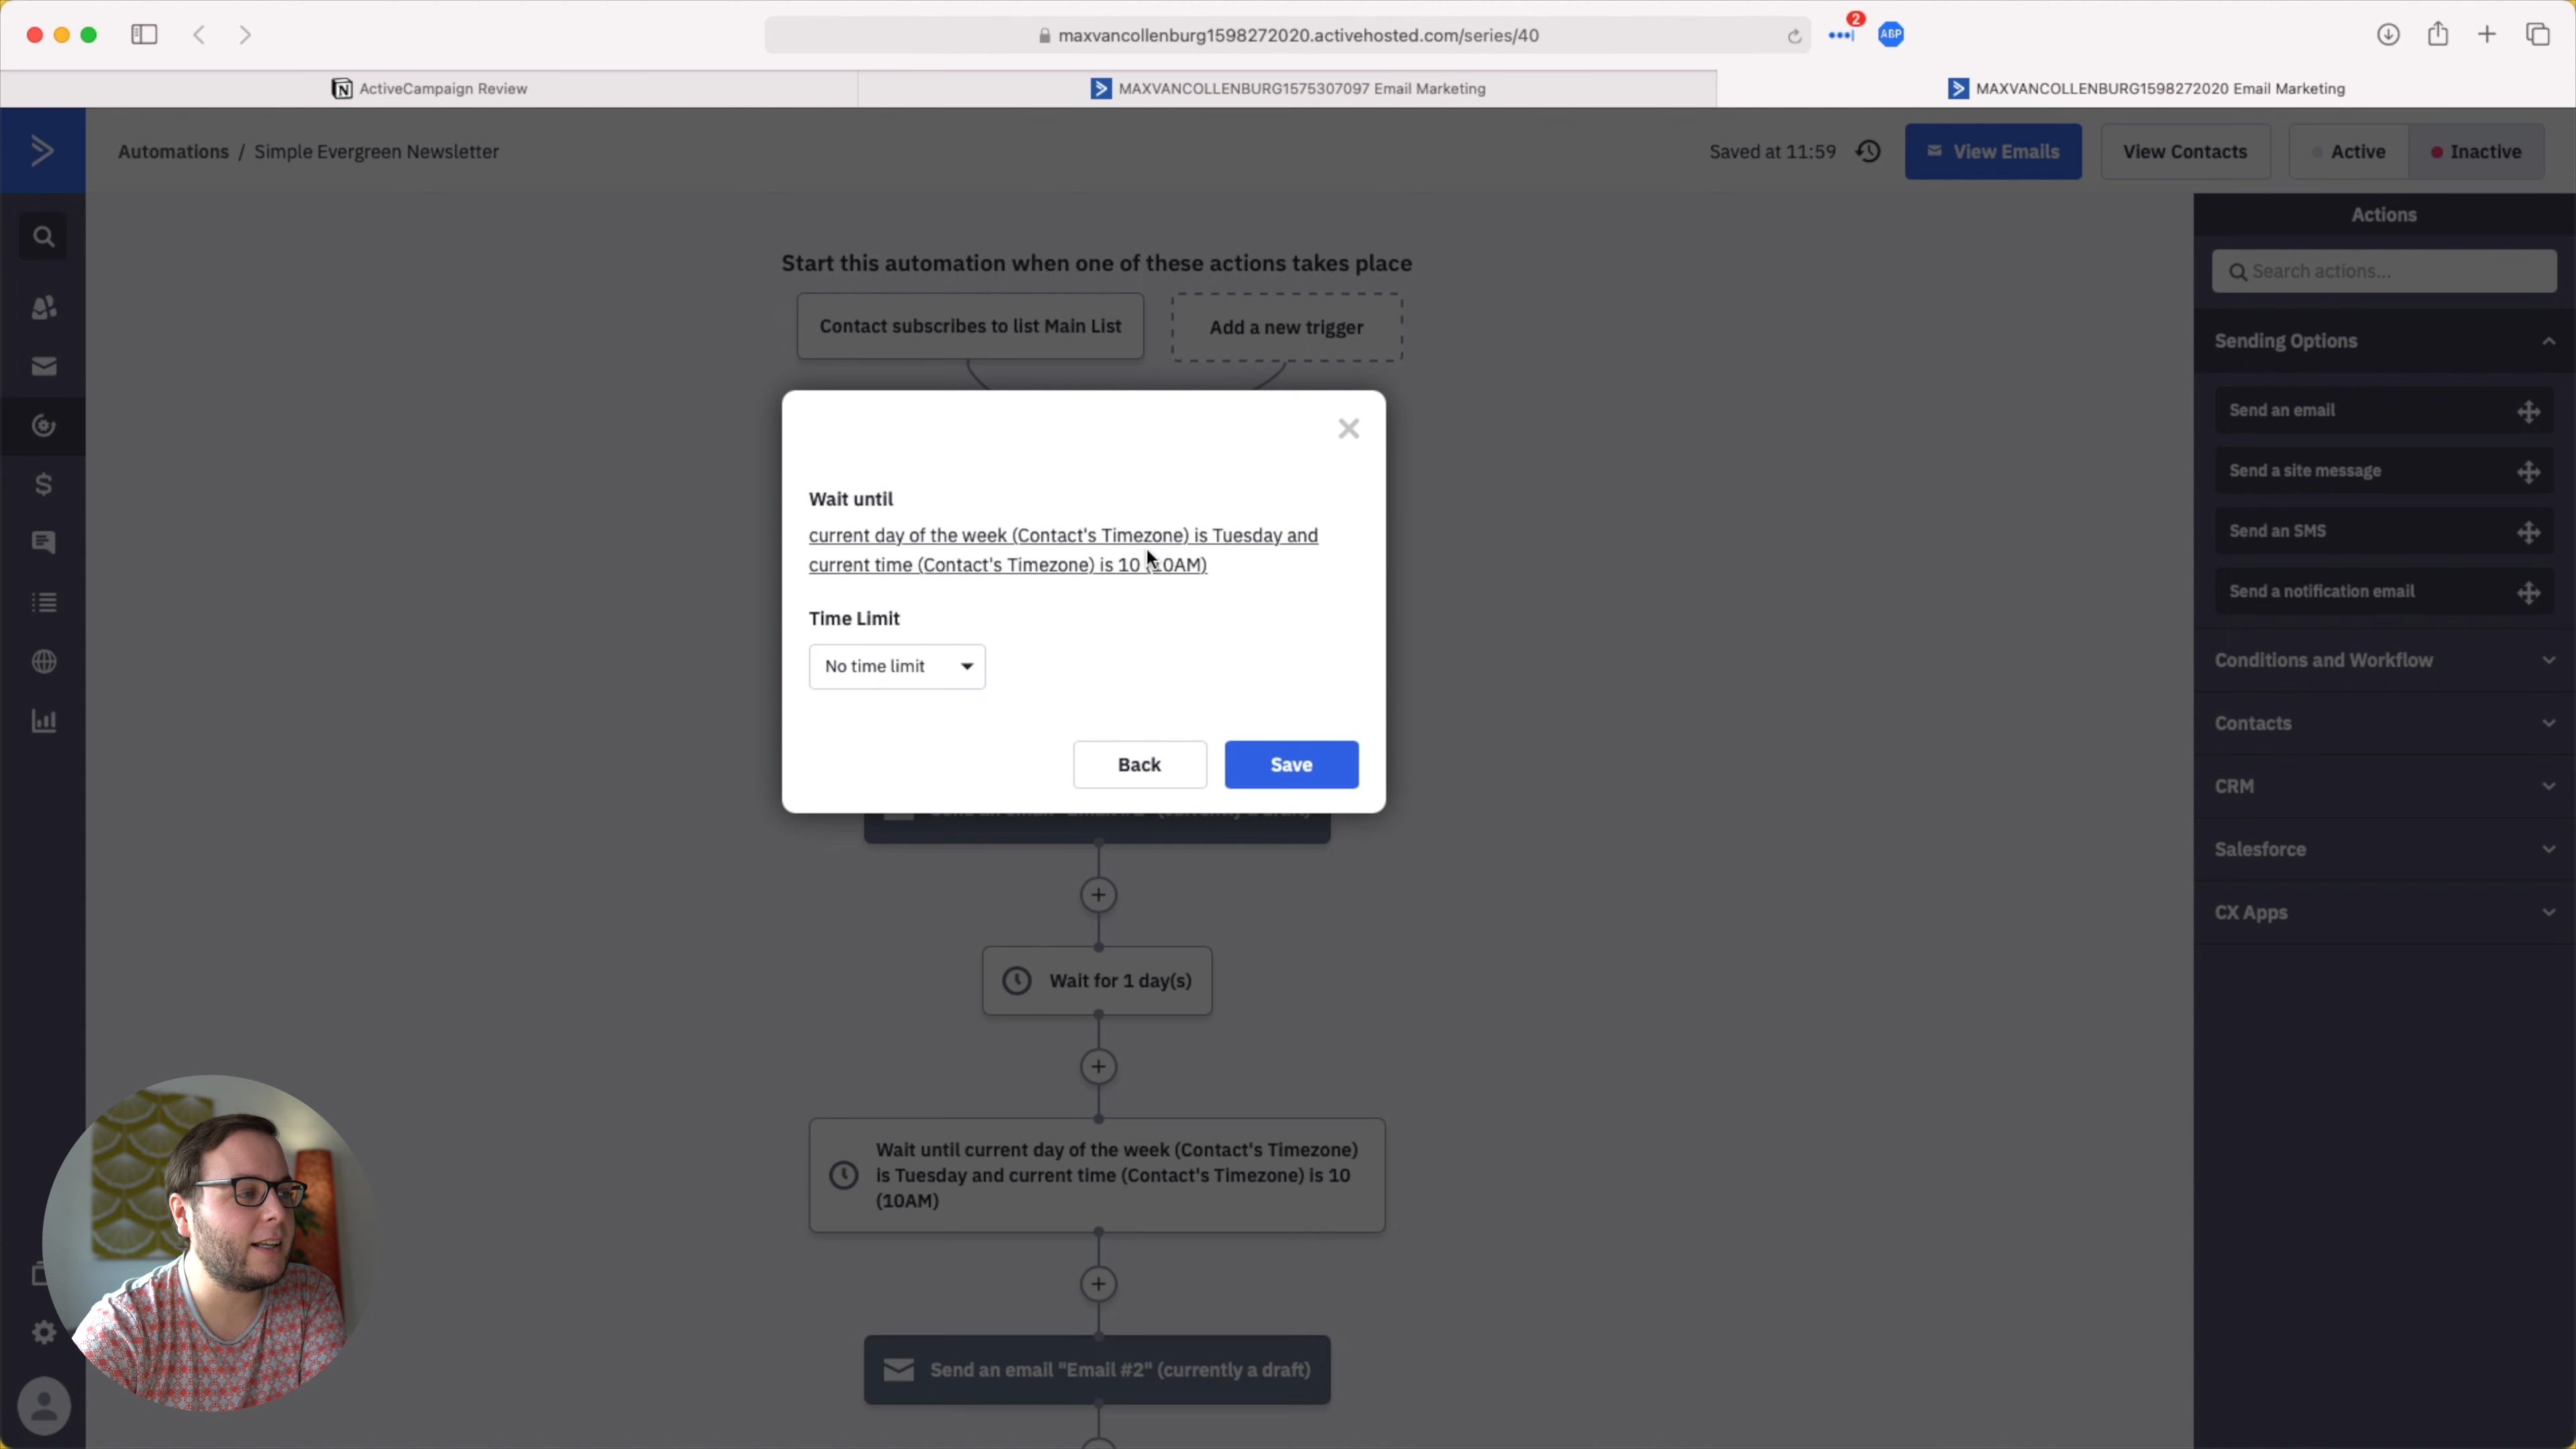 maxvancollenburg1598272020.activehosted.com/series/40
2
ABP
ActiveCampaign Review
MAXVANCOLLENBURG1575307097 Email Marketing
MAXVANCOLLENBURG1598272020 Email Marketing
Automations / Simple Evergreen Newsletter
Saved at 11:59
View Emails
View Contacts
Active
Inactive
Start this automation when one of these actions takes place
Contact subscribes to list Main List
Add a new trigger
Wait until
current day of the week (Contact's Timezone) is Tuesday and
current time (Contact's Timezone) is 10 (10AM)
Time Limit
No time limit
Back
Save
Wait for 1 day(s)
Wait until current day of the week (Contact's Timezone)
is Tuesday and current time (Contact's Timezone) is 10
(10AM)
Send an email "Email #2" (currently a draft)
Actions
Search actions...
Sending Options
Send an email
Send a site message
Send an SMS
Send a notification email
Conditions and Workflow
Contacts
CRM
Salesforce
CX Apps